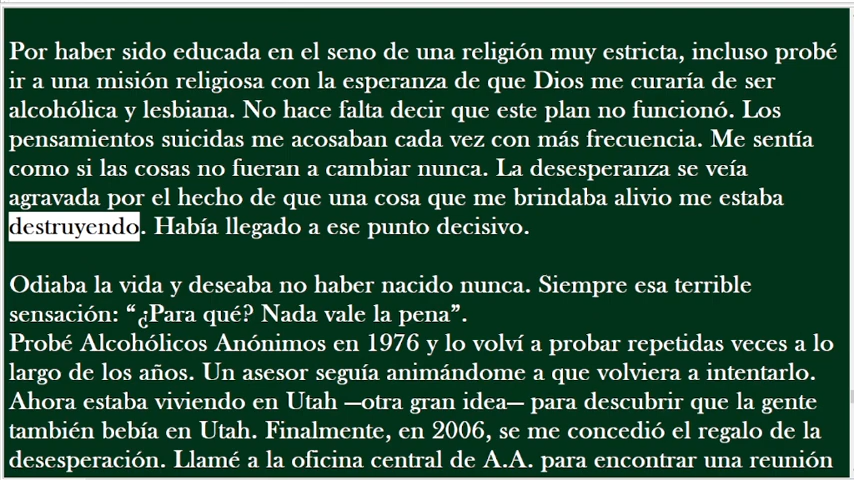 Por haber sido educada en el seno de una religión muy estricta, incluso probé
ir a una misión religiosa con la esperanza de que Dios me curaría de ser
alcohólica y lesbiana. No hace falta decir que este plan no funcionó. Los
pensamientos suicidas me acosaban cada vez con más frecuencia. Me sentía
como si las cosas no fueran a cambiar nunca. La desesperanza se veía
agravada por el hecho de que una cosa que me brindaba alivio me estaba
destruyendo. Había llegado a ese punto decisivo.
Odiaba la vida y deseaba no haber nacido nunca. Siempre esa terrible
sensación: “¿Para qué? Nada vale la pena”.
Probé Alcohólicos Anónimos en 1976 y lo volví a probar repetidas veces a lo
largo de los años. Un asesor seguía animándome a que volviera a intentarlo.
Ahora estaba viviendo en Utah —otra gran idea— para descubrir que la gente
también bebía en Utah. Finalmente, en 2006, se me concedió el regalo de la
desesperación. Llamé a la oficina central de A.A. para encontrar una reunión